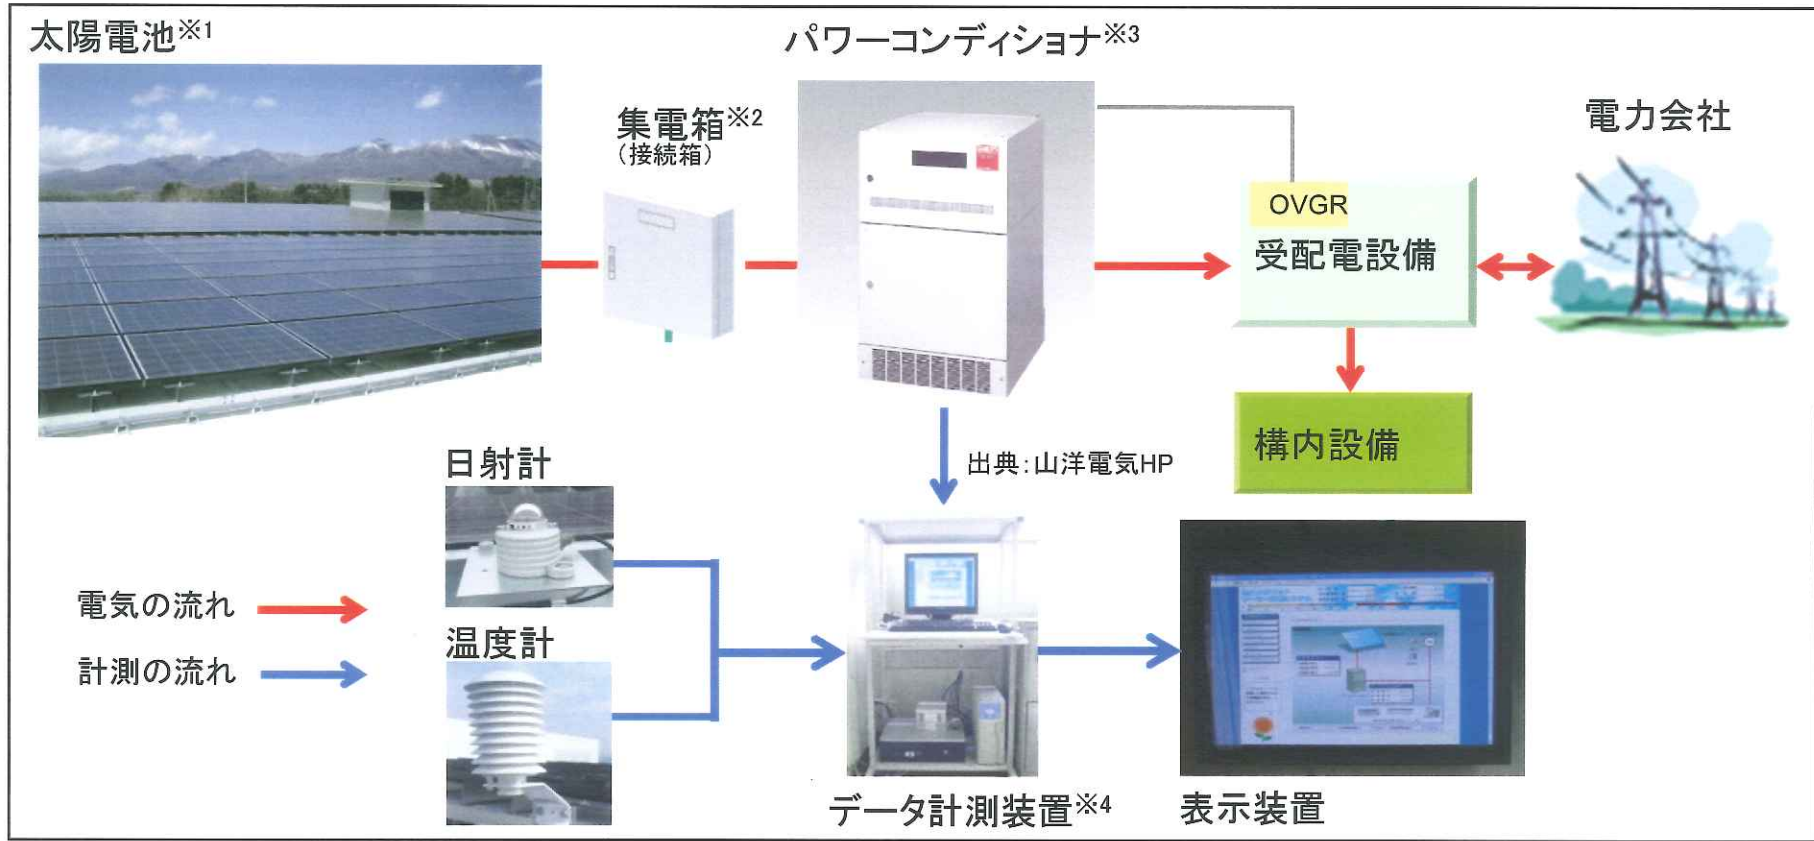 太陽電池※1
パワーコンディショナ※3
集電箱※2
(接続箱)
電力会社
OVGR
受配電設備
構内設備
出典:山洋電気HP
日射計
温度計
電気の流れ
計測の流れ
データ計測装置※4
表示装置